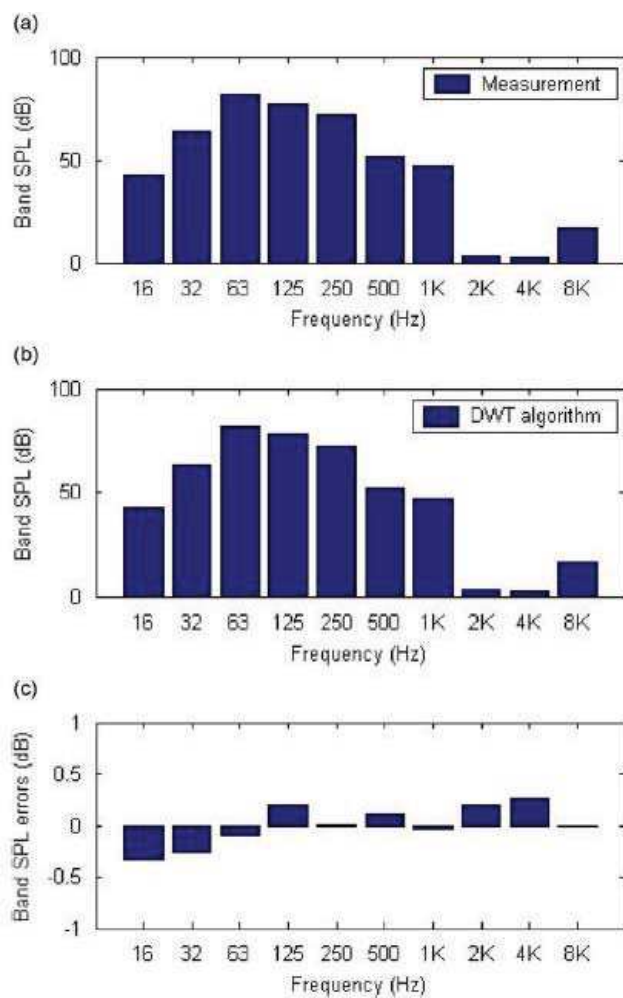 (a)
100
50
0
Band SPL (dB)
Measurement
16 32 63 125 250 500 1K 2K 4K 8K
Frequency (Hz)
(b)
100
50
0
Band SPL (dB)
DWT algorithm
16 32 63 125 250 500 1K 2K 4K 8K
Frequency (Hz)
(c)
1
0.5
0
-0.5
-1
Band SPL errors (dB)
16 32 63 125 250 500 1K 2K 4K 8K
Frequency (Hz)